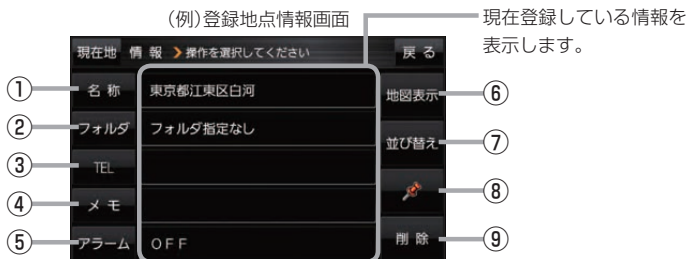 (例)登録地点情報画面
現在登録している情報を
表示します。
現在地 情 報 操作を選択してください 戻 る
① 名 称 東京都江東区白河 地図表示 ⑥
② フォルダ フォルダ指定なし 並び替え ⑦
③ TEL ⑧
④ メ モ
⑤ アラーム OFF 削 除 ⑨